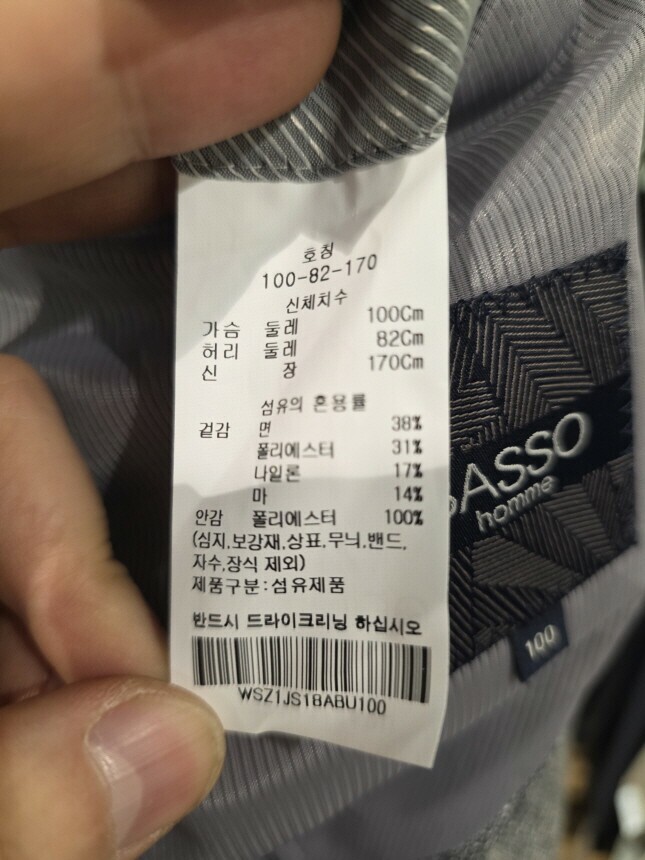 호칭
100-82-170
신체치수
가슴 둘레 100Cm
허리 둘레 82Cm
신 장 170Cm
섬유의 혼용률
겉감 면 38%
폴리에스터 31%
나일론 17%
마 14%
안감 폴리에스터 100%
(심지,보강재,상표,무늬,밴드,
자수,장식 제외)
제품구분:섬유제품
반드시 드라이크리닝 하십시오
WSZ1JS18ABU100
ASSO
homme
100